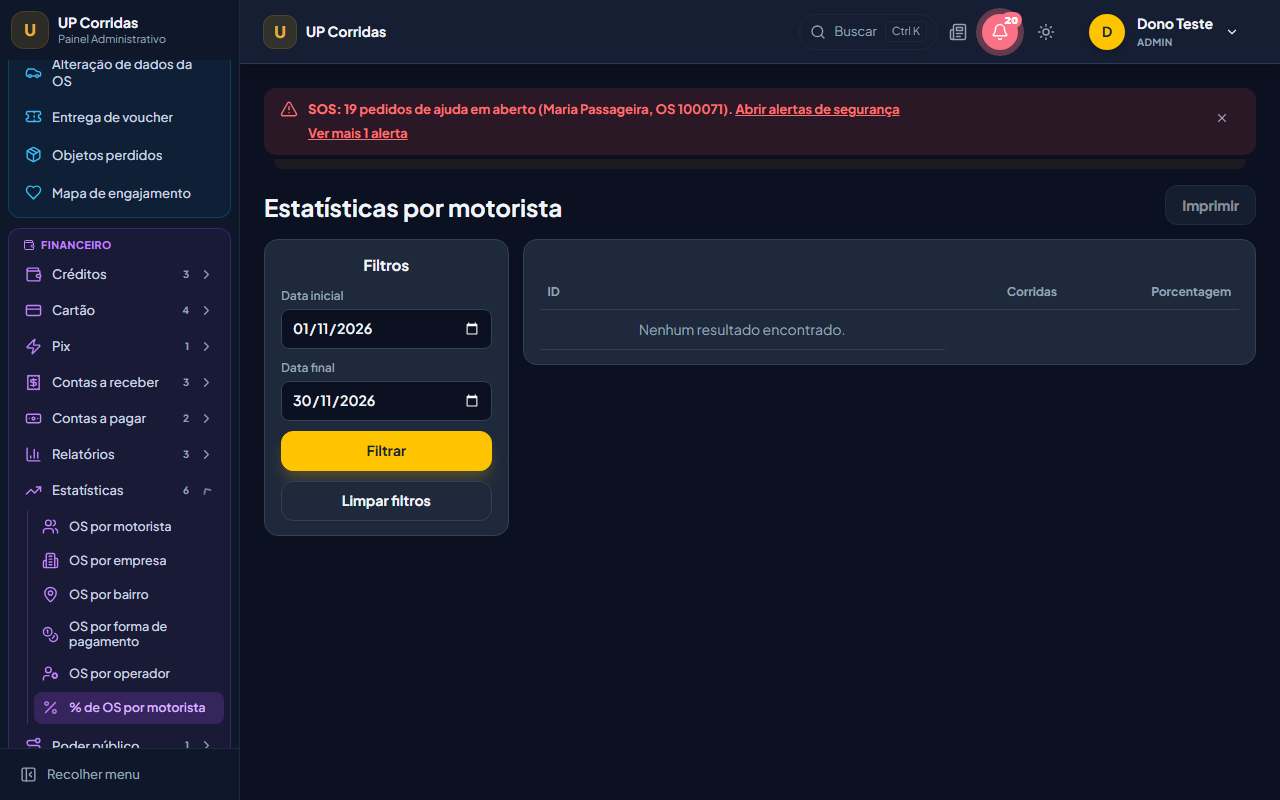 U
UP Corridas
Painel Administrativo
Alteração de dados da
OS
Entrega de voucher
Objetos perdidos
Mapa de engajamento
FINANCEIRO
Créditos 3
Cartão 4
Pix 1
Contas a receber 3
Contas a pagar 2
Relatórios 3
Estatísticas 6
OS por motorista
OS por empresa
OS por bairro
OS por forma de
pagamento
OS por operador
% de OS por motorista
Poder público 1
Recolher menu
U UP Corridas
Buscar Ctrl K
20
D
Dono Teste
ADMIN
SOS: 19 pedidos de ajuda em aberto (Maria Passageira, OS 100071). Abrir alertas de segurança
Ver mais 1 alerta
Estatísticas por motorista
Imprimir
Filtros
Data inicial
01/11/2026
Data final
30/11/2026
Filtrar
Limpar filtros
ID Corridas Porcentagem
Nenhum resultado encontrado.